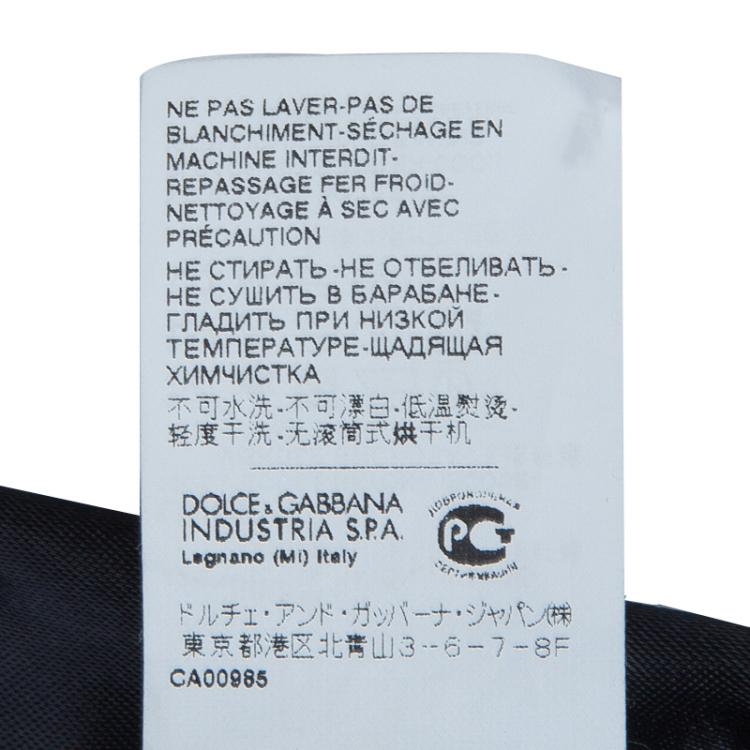 NE PAS LAVER-PAS DE
BLANCHIMENT-SÉCHAGE EN
MACHINE INTERDIT-
REPASSAGE FER FROID-
NETTOYAGE À SEC AVEC
PRÉCAUTION
НЕ СТИРАТЬ-НЕ ОТБЕЛИВАТЬ-
НЕ СУШИТЬ В БАРАБАНЕ-
ГЛАДИТЬ ПРИ НИЗКОЙ
ТЕМПЕРАТУРЕ-ЩАДЯЩАЯ
ХИМЧИСТКА
不可水洗-不可漂白-低温熨烫-
轻度干洗-无滚筒式烘干机
DOLCE & GABBANA
INDUSTRIA S.P.A.
Legnano (Mi) Italy
ДОБРОВОЛЬНАЯ
РСТ
СЕРТИФИКАЦИЯ
ドルチェ・アンド・ガッバーナ・ジャパン(株)
東京都港区北青山3-6-7-8F
CA00985